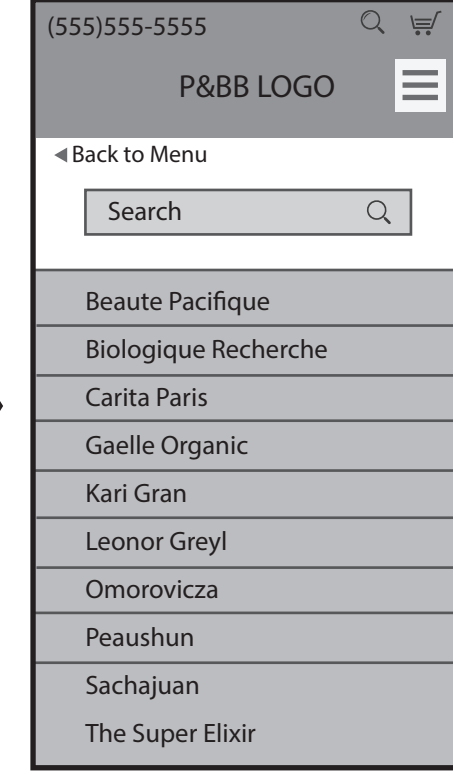 (555)555-5555
P&BB LOGO
Back to Menu
Search
Beaute Pacifique
Biologique Recherche
Carita Paris
Gaelle Organic
Kari Gran
Leonor Greyl
Omorovicza
Peaushun
Sachajuan
The Super Elixir